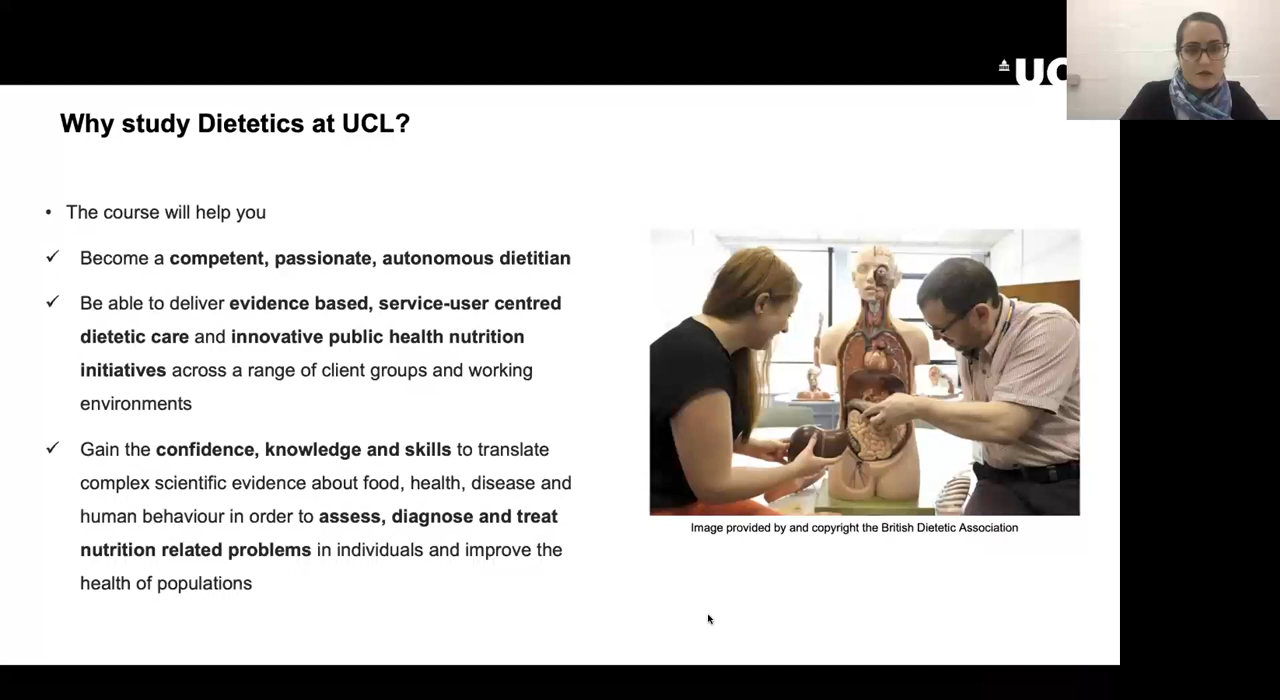 UC
Why study Dietetics at UCL?
• The course will help you
✓ Become a competent, passionate, autonomous dietitian
✓ Be able to deliver evidence based, service-user centred
dietetic care and innovative public health nutrition
initiatives across a range of client groups and working
environments
✓ Gain the confidence, knowledge and skills to translate
complex scientific evidence about food, health, disease and
human behaviour in order to assess, diagnose and treat
nutrition related problems in individuals and improve the
health of populations
Image provided by and copyright the British Dietetic Association